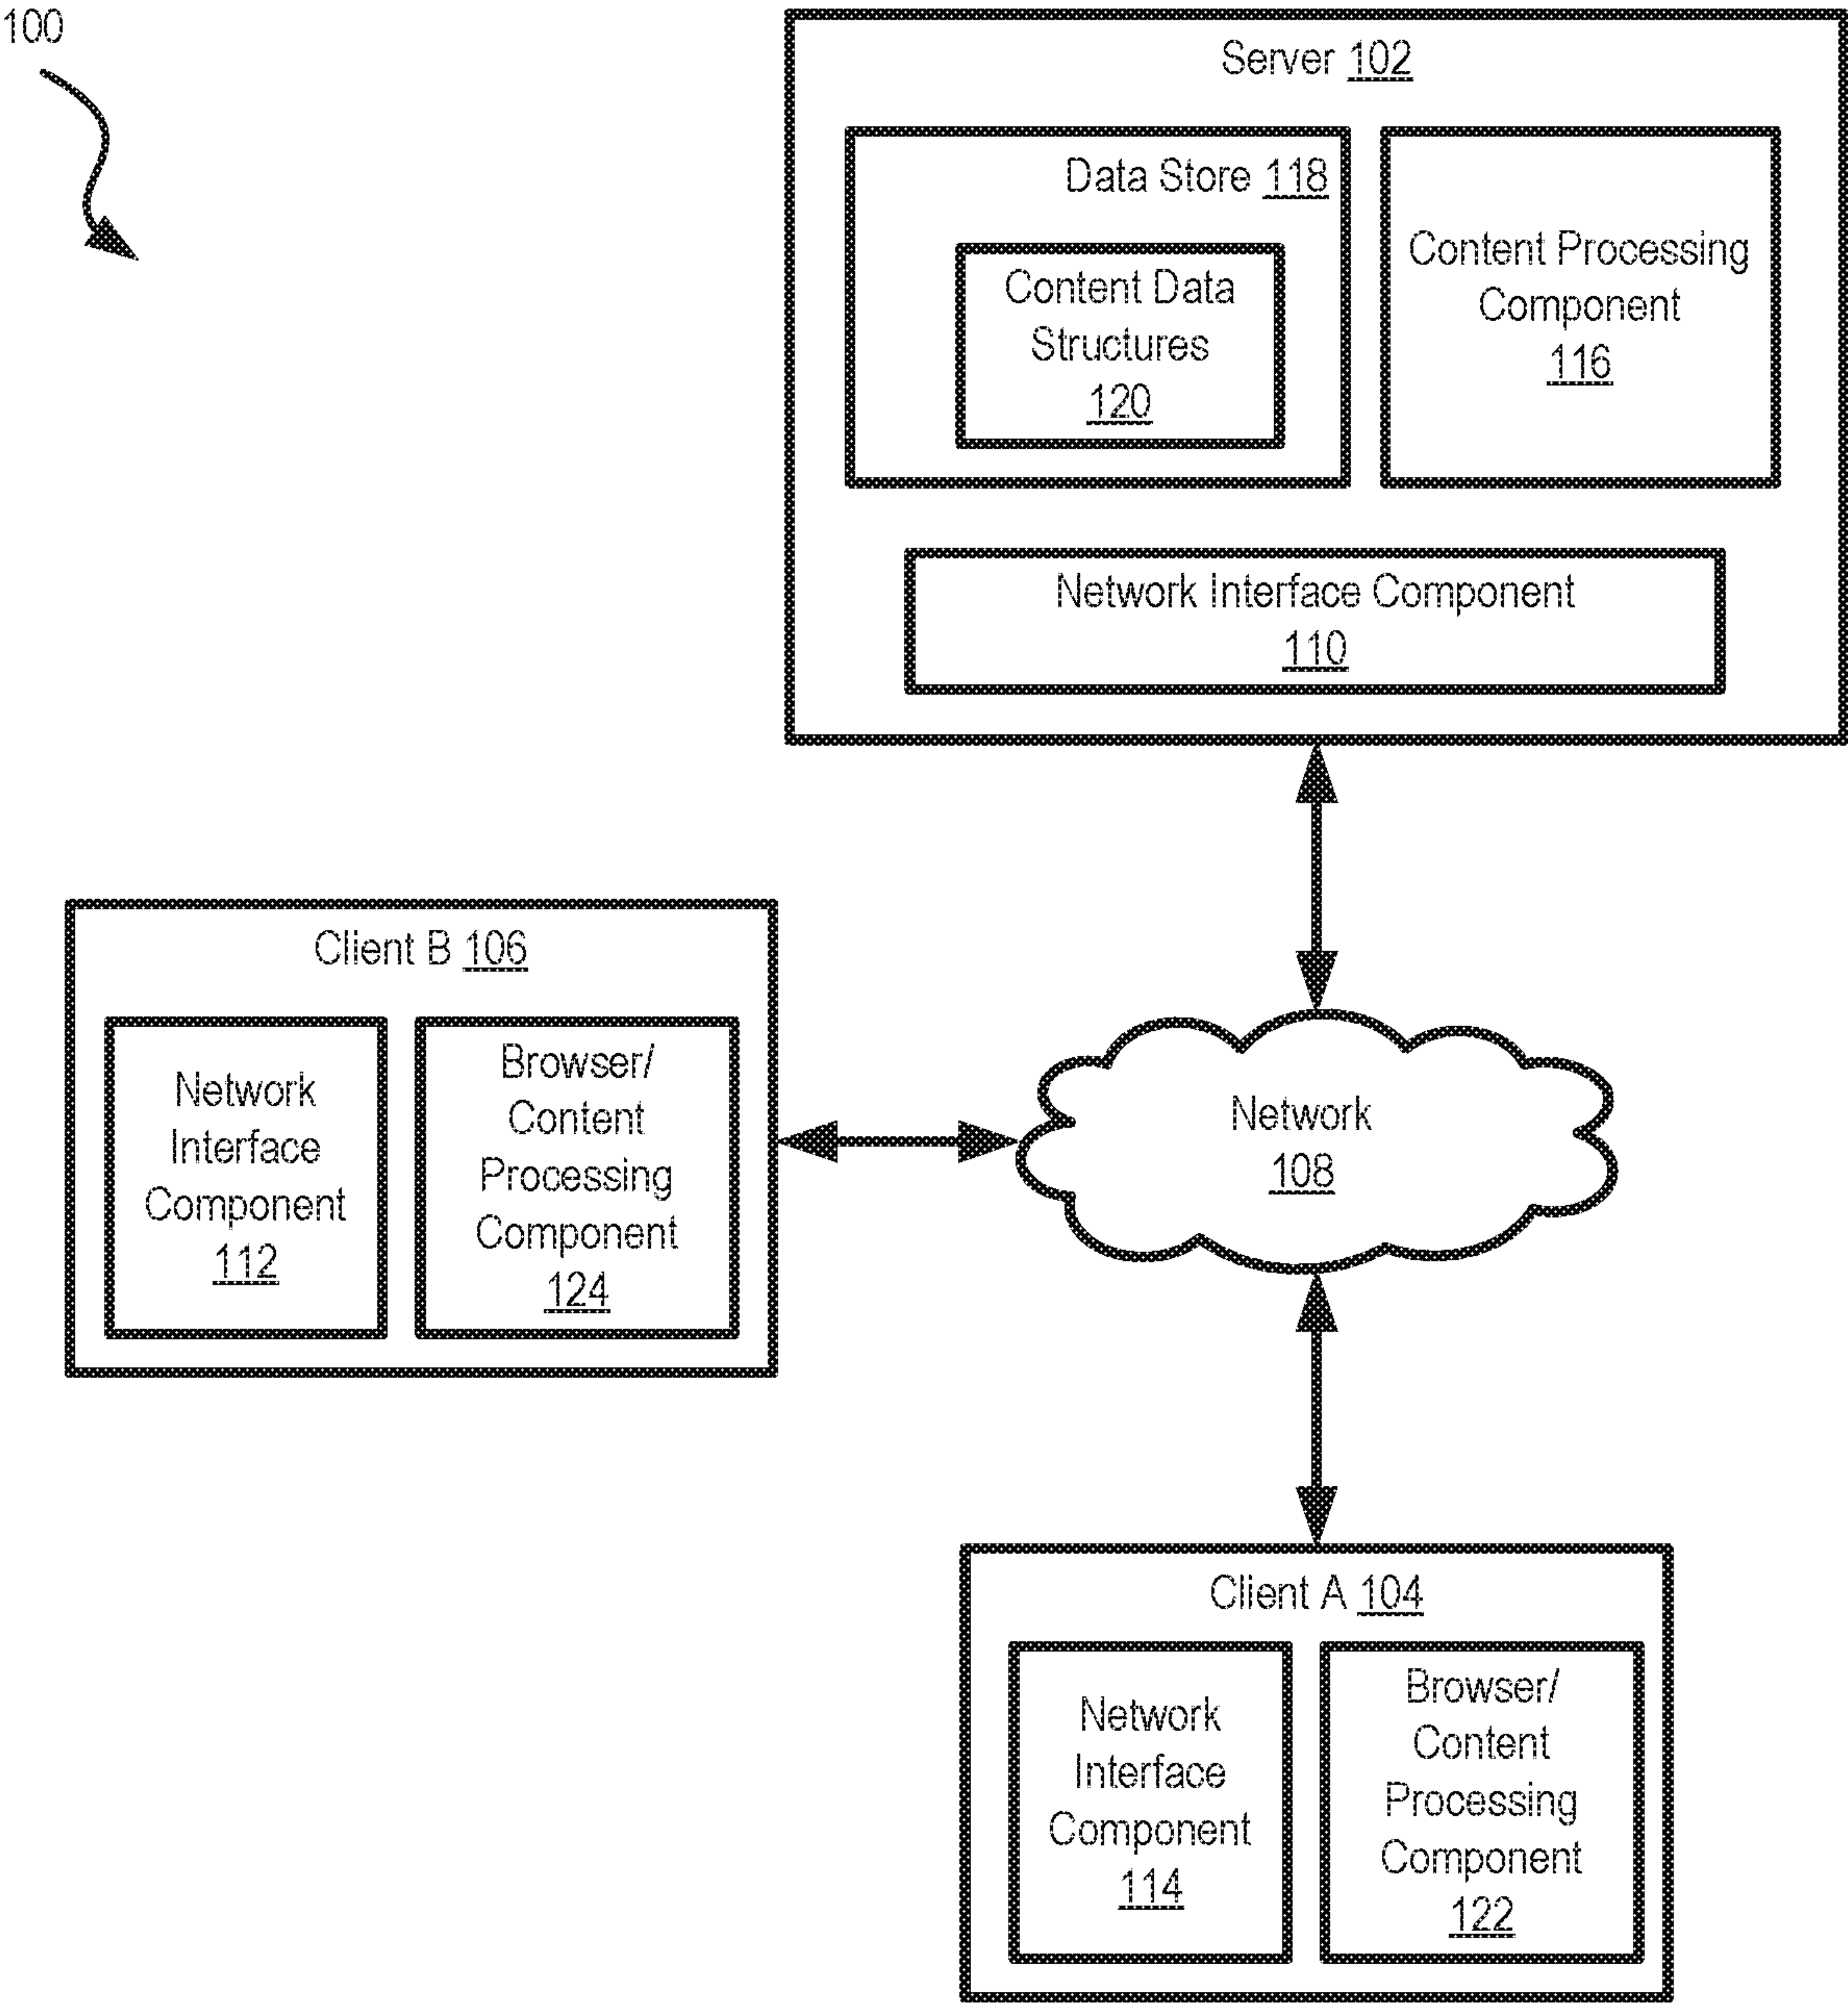 100
Server 102
Data Store 118
Content Data
Structures
120
Content Processing
Component
116
Network Interface Component
110
Client B 106
Network
Interface
Component
112
Browser/
Content
Processing
Component
124
Network
108
Client A 104
Network
Interface
Component
114
Browser/
Content
Processing
Component
122